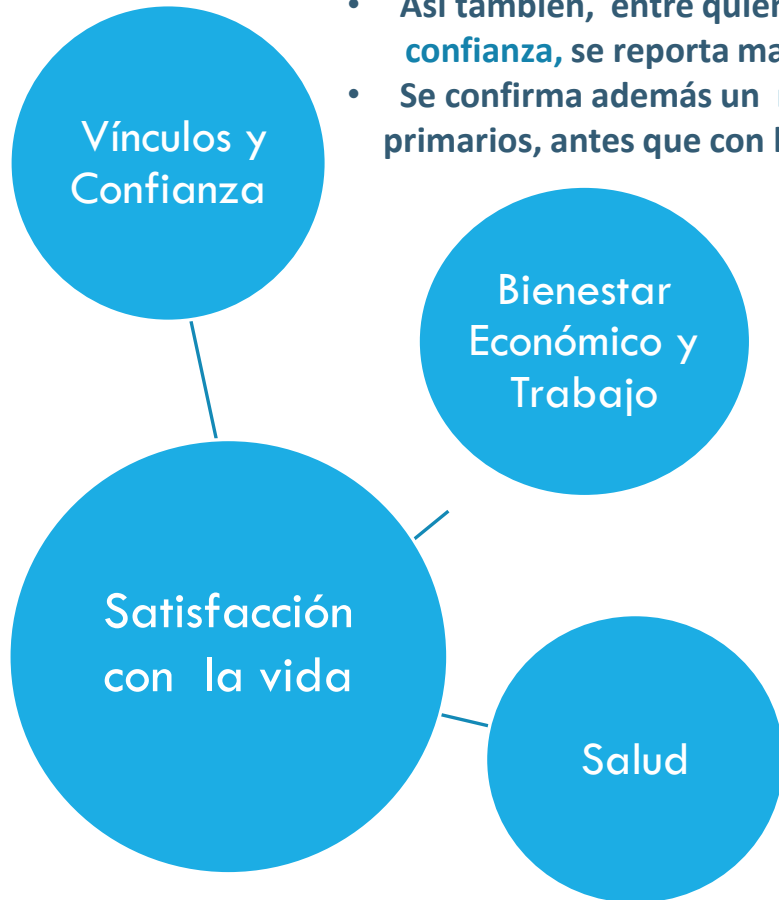 • Así también, entre quien
confianza, se reporta ma
• Se confirma además un
primarios, antes que con
Vínculos y
Confianza
Bienestar
Económico y
Trabajo
Satisfacción
con la vida
Salud